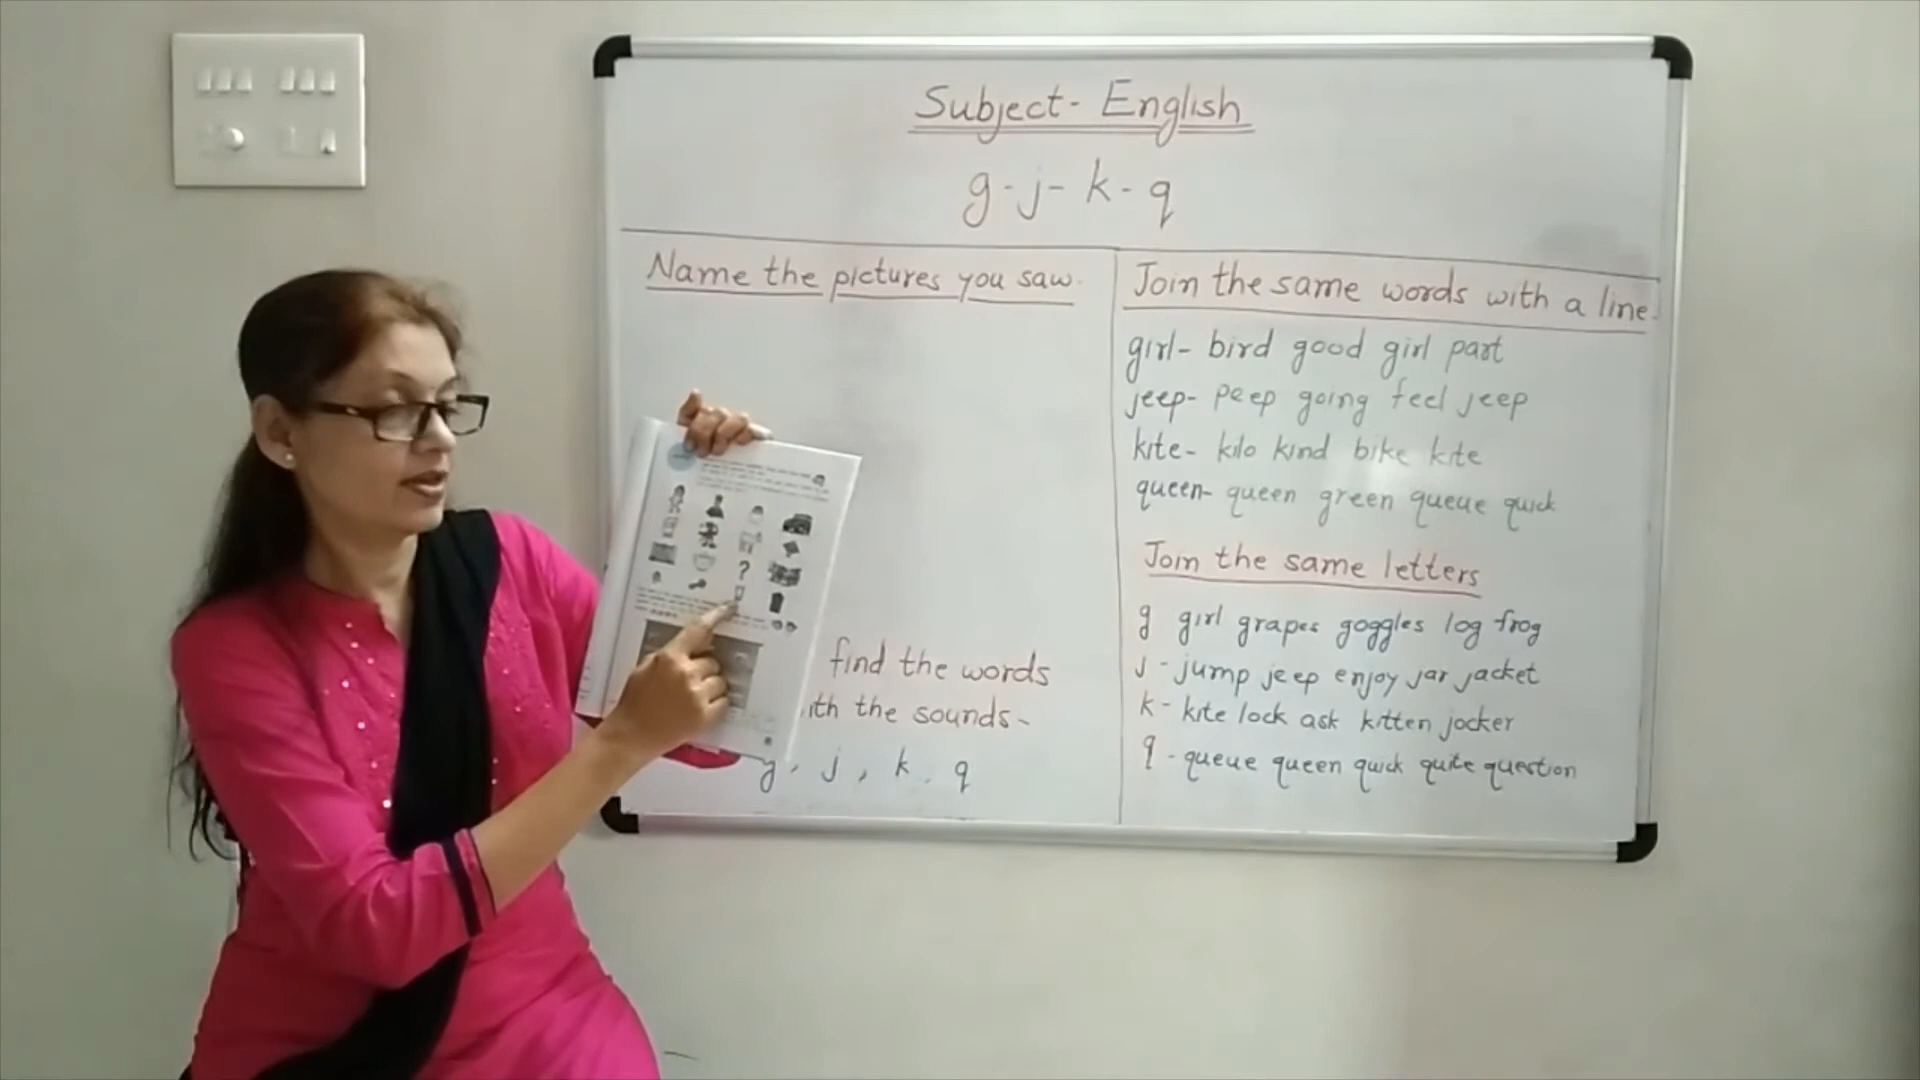 Subject- English
g-j-k-q
Name the pictures you saw.
find the words
ith the sounds-
g, j, k, q
Join the same words with a line.
girl- bird good girl part
jeep- peep going feel jeep
kite- kilo kind bike kite
queen- queen green queue quick
Join the same letters
g girl grapes goggles log frog
j - jump jeep enjoy jar jacket
k - kite lock ask kitten jocker
q - queue queen quick quite question
?